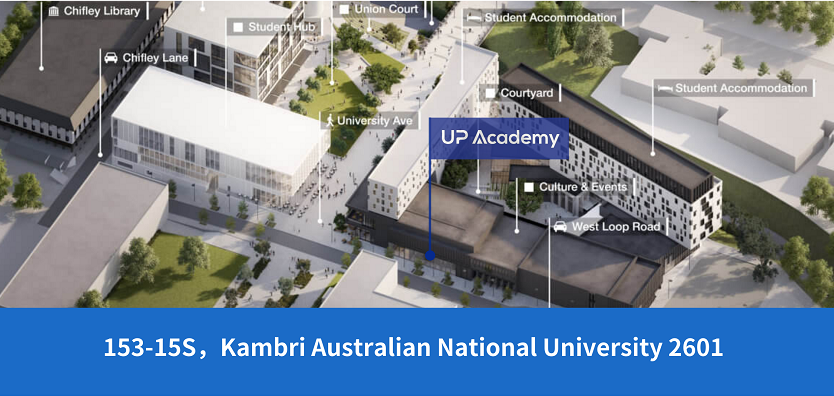 Chifley Library
Union Court
Student Accommodation
Student Hub
Chifley Lane
Courtyard
Student Accommodation
University Ave
UP Academy
Culture & Events
West Loop Road
153-15S，Kambri Australian National University 2601